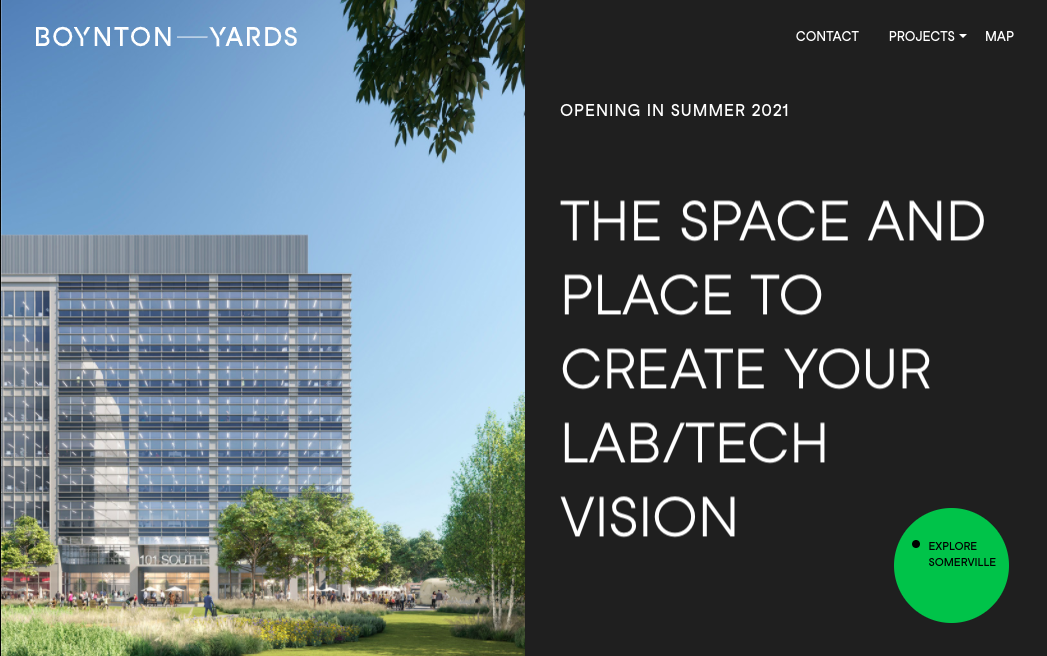 BOYNTON—YARDS
CONTACT
PROJECTS
MAP
OPENING IN SUMMER 2021
THE SPACE AND
PLACE TO
CREATE YOUR
LAB/TECH
VISION
101 SOUTH
EXPLORE
SOMERVILLE